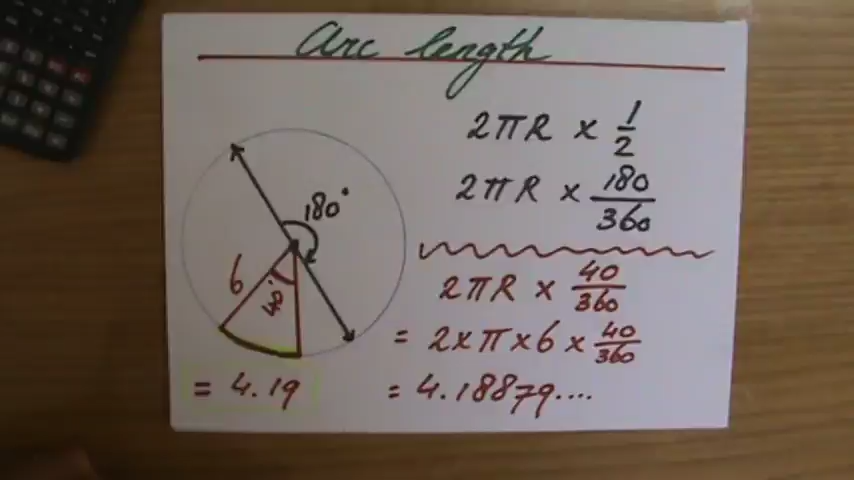 Arc length
2πR × 1/2
2πR × 180/360
180°
6
40°
2πR × 40/360
= 2×π×6× 40/360
= 4.18879....
= 4.19